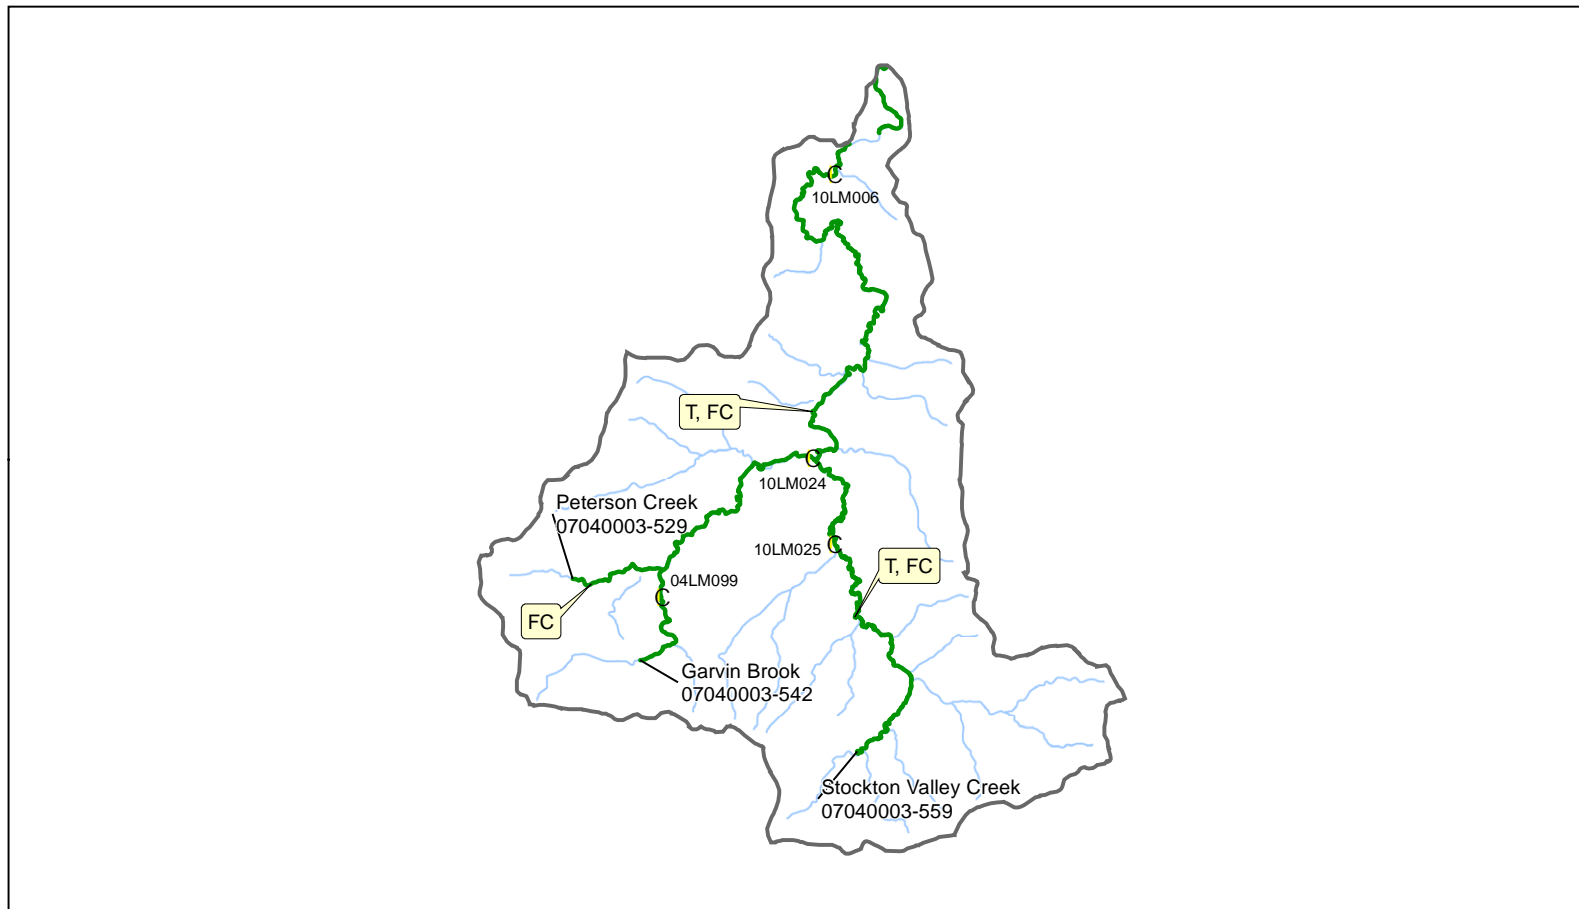 C
10LM006
T, FC
C
10LM024
Peterson Creek
07040003-529
C
10LM025
T, FC
04LM099
C
FC
Garvin Brook
07040003-542
Stockton Valley Creek
07040003-559